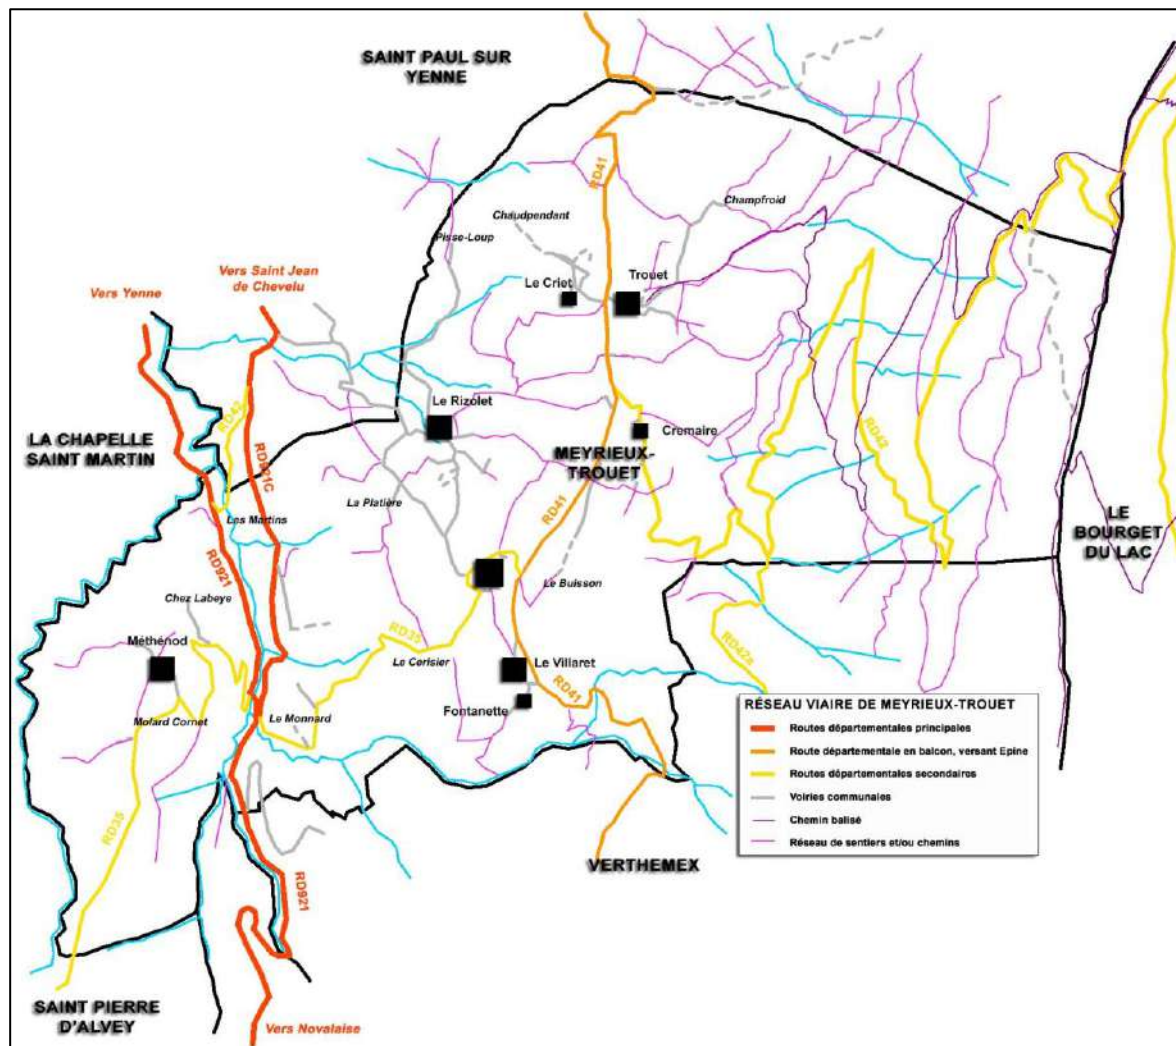 SAINT PAUL SUR
YENNE
RD41
Champfroid
Chaudpendant
Pisse-Loup
Vers Saint Jean
de Chevelu
Vers Yenne
Le Criet
Trouet
Le Rizolet
RD42
Cremaire
RD42
LA CHAPELLE
SAINT MARTIN
MEYRIEUX-
TROUET
RD921C
La Platière
RD41
LE
BOURGET
DU LAC
Les Martins
RD921
Le Buisson
Chez Labeye
RD35
Méthénod
Le Cerisier
Le Villaret
RD42a
RD41
Molard Cornet
Le Monnard
Fontanette
RÉSEAU VIAIRE DE MEYRIEUX-TROUET
Routes départementales principales
Route départementale en balcon, versant Epine
Routes départementales secondaires
Voiries communales
Chemin balisé
Réseau de sentiers et/ou chemins
RD35
VERTHEMEX
RD921
SAINT PIERRE
D'ALVEY
Vers Novalaise